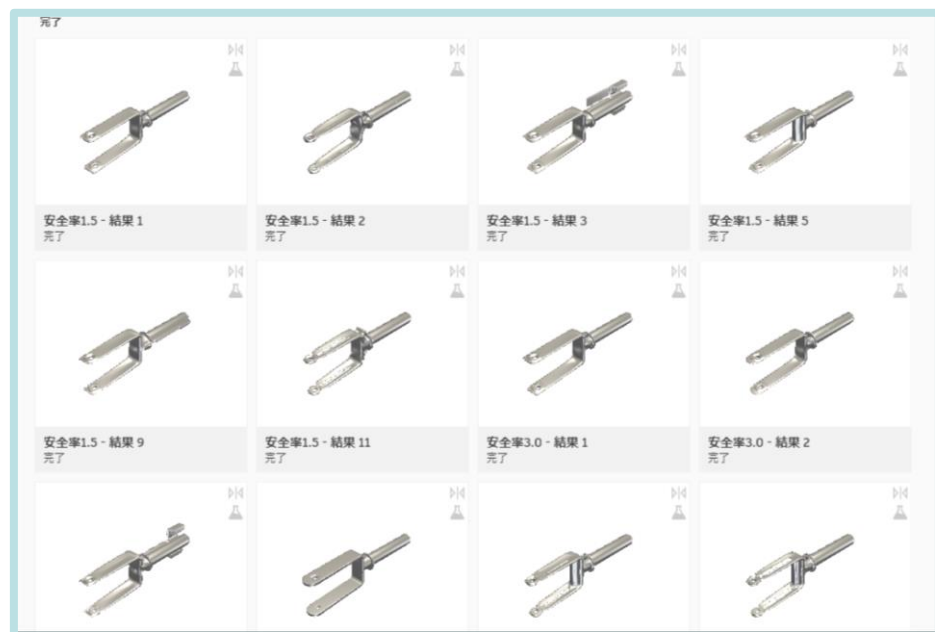 完了
安全率1.5 - 結果 1
完了
安全率1.5 - 結果 2
完了
安全率1.5 - 結果 3
完了
安全率1.5 - 結果 5
完了
安全率1.5 - 結果 9
完了
安全率1.5 - 結果 11
完了
安全率3.0 - 結果 1
完了
安全率3.0 - 結果 2
完了